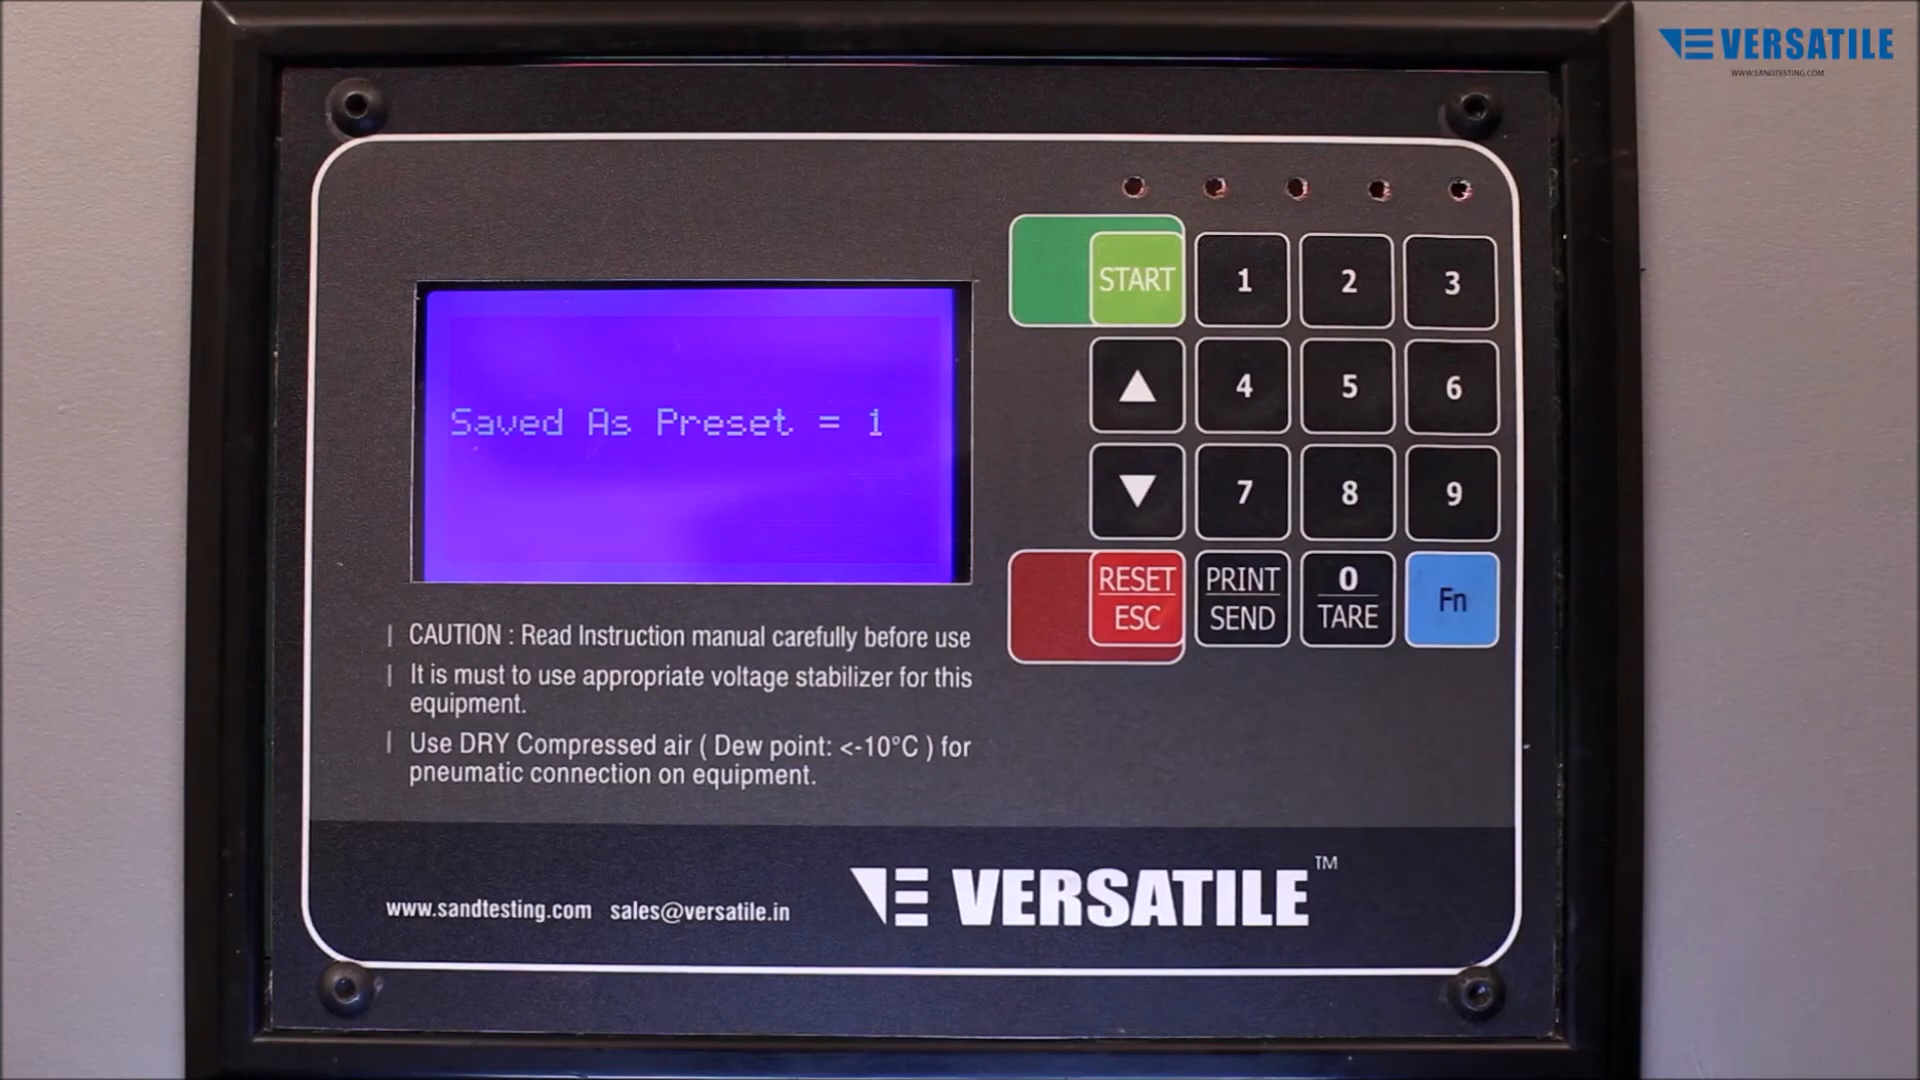 VERSATILE
WWW.SANDTESTING.COM
Saved As Preset = 1
START
1
2
3
▲
4
5
6
▼
7
8
9
RESET
ESC
PRINT
SEND
0
TARE
Fn
| CAUTION : Read Instruction manual carefully before use
| It is must to use appropriate voltage stabilizer for this
equipment.
| Use DRY Compressed air ( Dew point: <-10°C ) for
pneumatic connection on equipment.
www.sandtesting.com sales@versatile.in
VERSATILE™